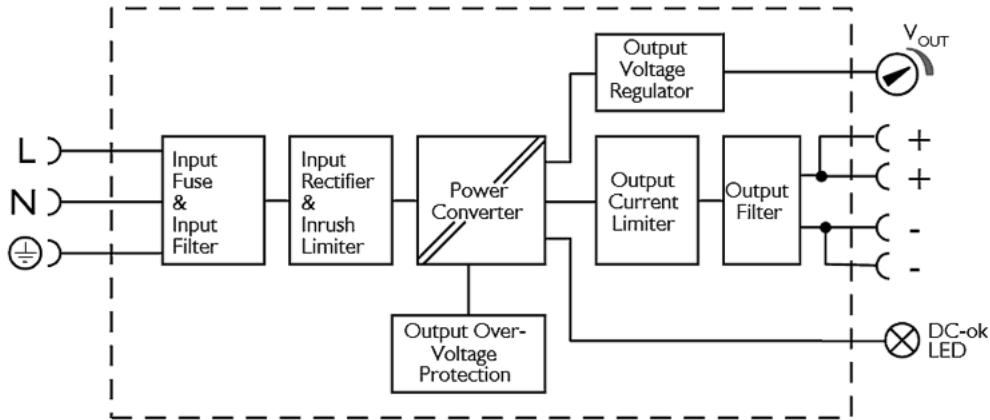 L
N
Input
Fuse
&
Input
Filter
Input
Rectifier
&
Inrush
Limiter
Power
Converter
Output Over-
Voltage
Protection
Output
Voltage
Regulator
Output
Current
Limiter
Output
Filter
VOUT
+
+
-
-
DC-ok
LED